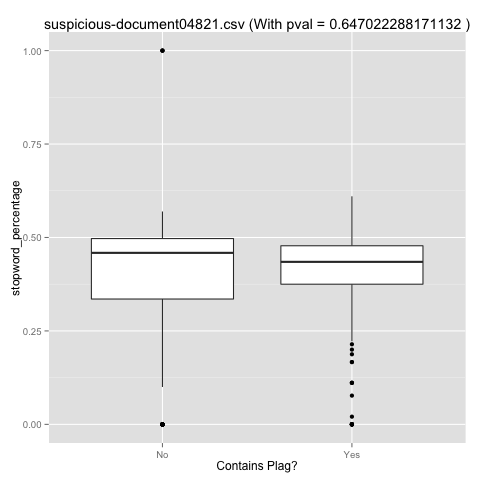 suspicious-document04821.csv (With pval = 0.647022288171132 )
1.00
0.75
0.50
0.25
0.00
stopword_percentage
No
Yes
Contains Plag?